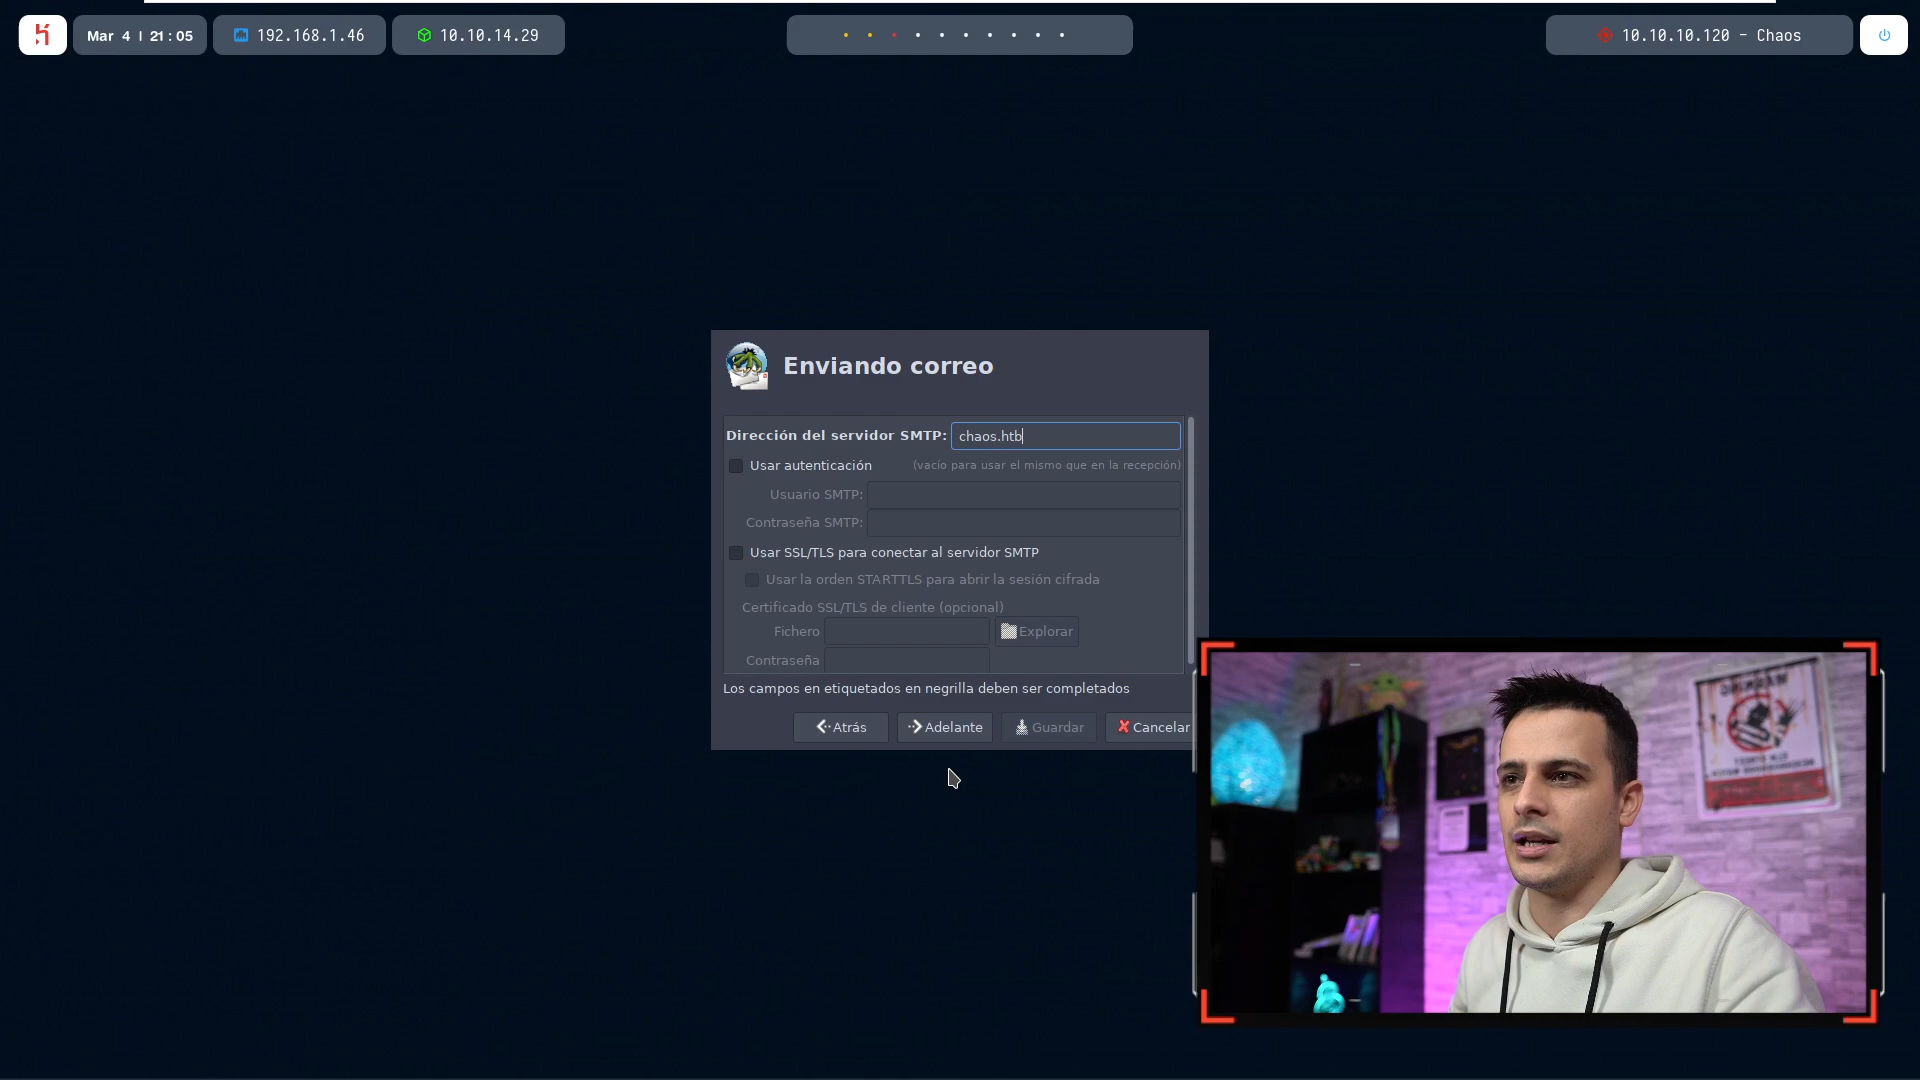 Mar 4 | 21:05
192.168.1.46
10.10.14.29
10.10.10.120 - Chaos
Enviando correo
Dirección del servidor SMTP: chaos.htb
Usar autenticación (vacío para usar el mismo que en la recepción)
Usuario SMTP:
Contraseña SMTP:
Usar SSL/TLS para conectar al servidor SMTP
Usar la orden STARTTLS para abrir la sesión cifrada
Certificado SSL/TLS de cliente (opcional)
Fichero Explorar
Contraseña
Los campos en etiquetados en negrilla deben ser completados
Atrás Adelante Guardar Cancelar